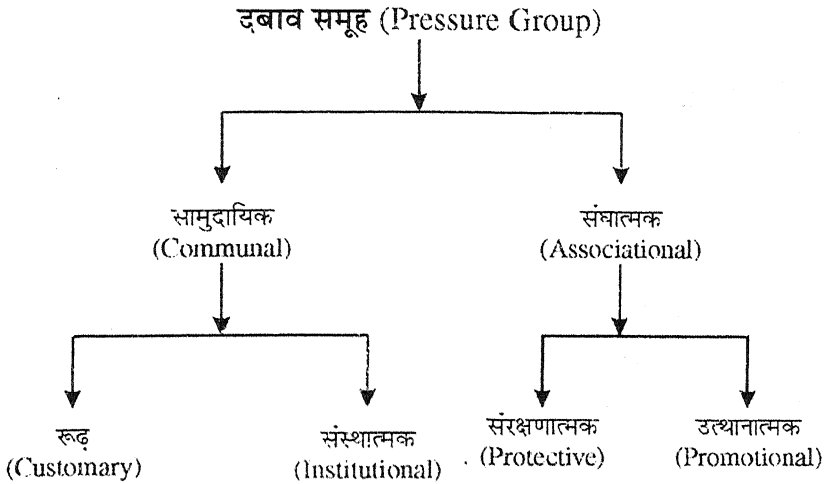 दबाव समूह (Pressure Group)
सामुदायिक
(Communal)
संघात्मक
(Associational)
रूढ़
(Customary)
संस्थात्मक
(Institutional)
संरक्षणात्मक
(Protective)
उत्थानात्मक
(Promotional)